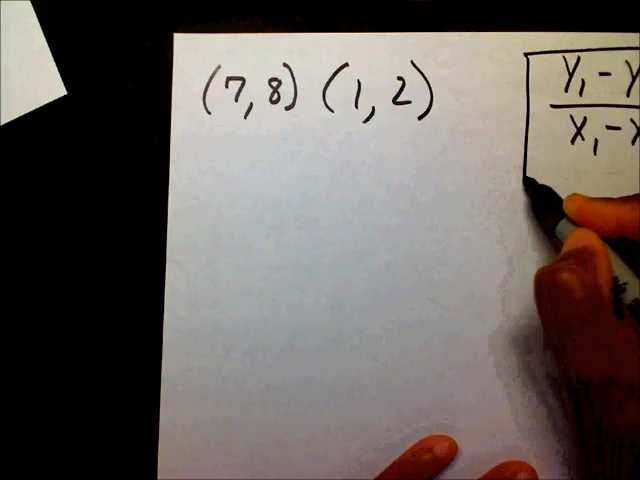 (7,8) (1,2)
y₁ - y
x₁ - x